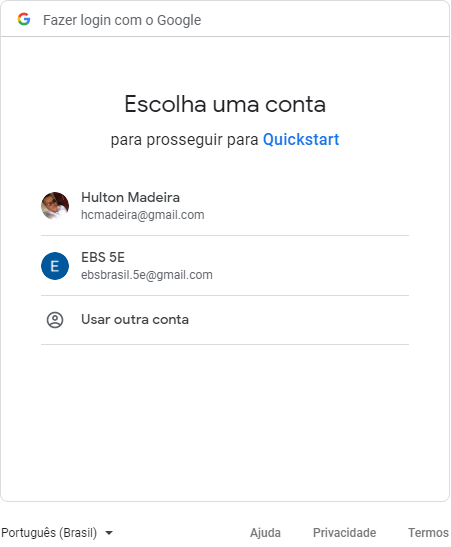 Fazer login com o Google
Escolha uma conta
para prosseguir para Quickstart
Hulton Madeira
hcmadeira@gmail.com
E
EBS 5E
ebsbrasil.5e@gmail.com
Usar outra conta
Português (Brasil)
Ajuda
Privacidade
Termos